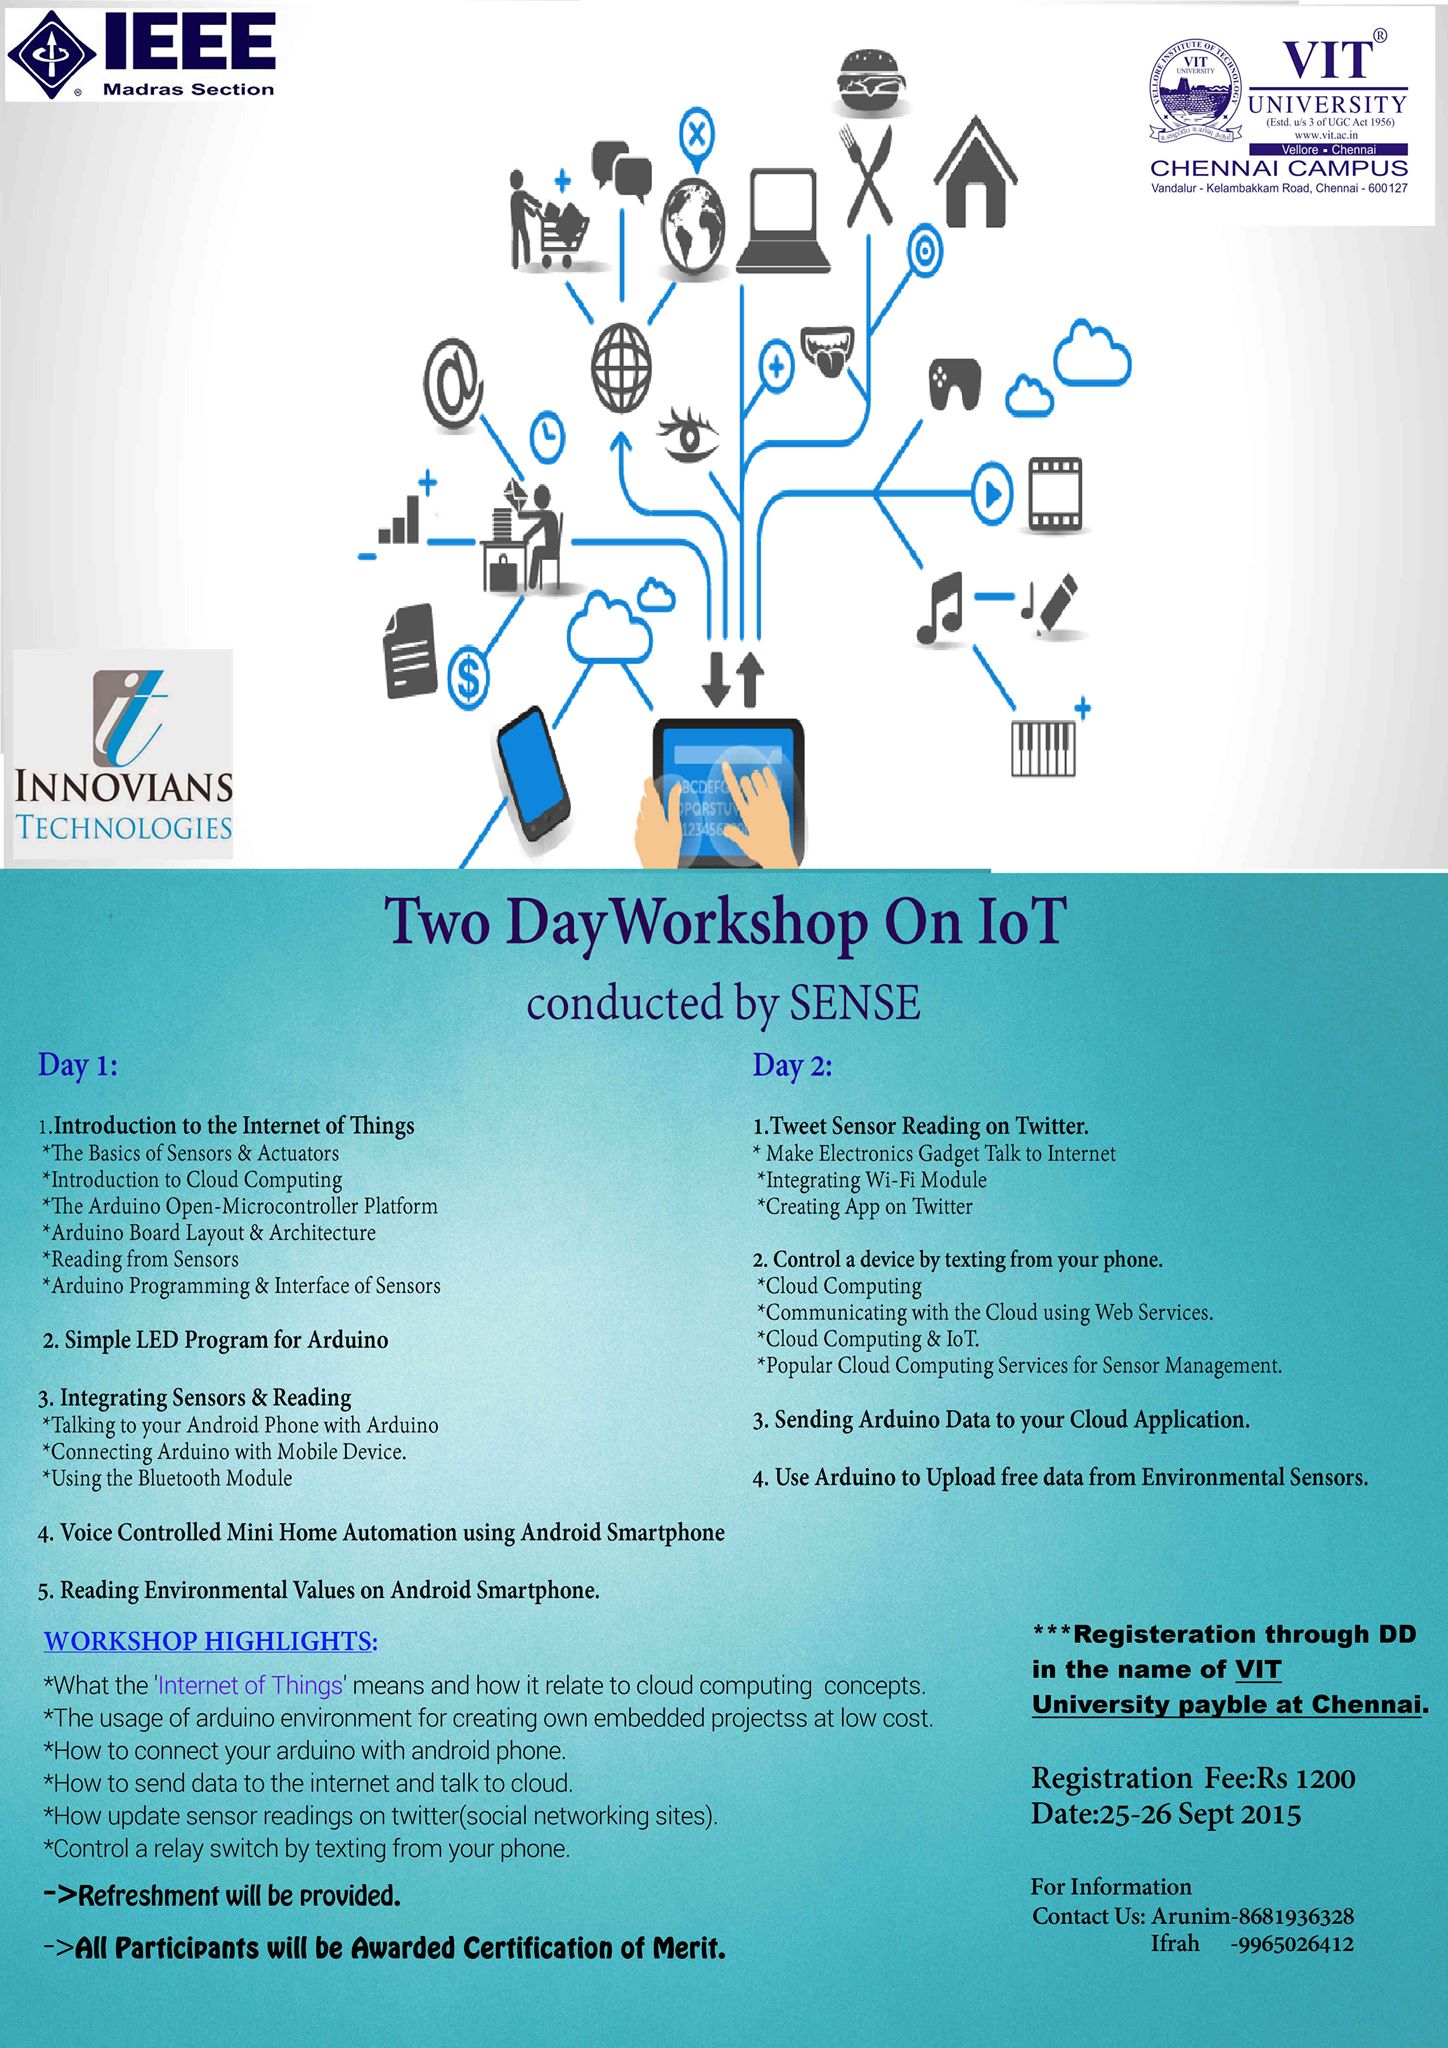 IEEE
Madras Section
VIT
UNIVERSITY
VIT®
UNIVERSITY
(Estd. u/s 3 of UGC Act 1956)
www.vit.ac.in
Vellore • Chennai
CHENNAI CAMPUS
Vandalur - Kelambakkam Road, Chennai - 600127
it
INNOVIANS
TECHNOLOGIES
Two DayWorkshop On IoT
conducted by SENSE
Day 1:
1.Introduction to the Internet of Things
*The Basics of Sensors & Actuators
*Introduction to Cloud Computing
*The Arduino Open-Microcontroller Platform
*Arduino Board Layout & Architecture
*Reading from Sensors
*Arduino Programming & Interface of Sensors
2. Simple LED Program for Arduino
3. Integrating Sensors & Reading
*Talking to your Android Phone with Arduino
*Connecting Arduino with Mobile Device.
*Using the Bluetooth Module
4. Voice Controlled Mini Home Automation using Android Smartphone
5. Reading Environmental Values on Android Smartphone.
Day 2:
1.Tweet Sensor Reading on Twitter.
* Make Electronics Gadget Talk to Internet
*Integrating Wi-Fi Module
*Creating App on Twitter
2. Control a device by texting from your phone.
*Cloud Computing
*Communicating with the Cloud using Web Services.
*Cloud Computing & IoT.
*Popular Cloud Computing Services for Sensor Management.
3. Sending Arduino Data to your Cloud Application.
4. Use Arduino to Upload free data from Environmental Sensors.
WORKSHOP HIGHLIGHTS:
*What the 'Internet of Things' means and how it relate to cloud computing concepts.
*The usage of arduino environment for creating own embedded projectss at low cost.
*How to connect your arduino with android phone.
*How to send data to the internet and talk to cloud.
*How update sensor readings on twitter(social networking sites).
*Control a relay switch by texting from your phone.
->Refreshment will be provided.
->All Participants will be Awarded Certification of Merit.
***Registeration through DD
in the name of VIT
University payble at Chennai.
Registration Fee:Rs 1200
Date:25-26 Sept 2015
For Information
Contact Us: Arunim-8681936328
Ifrah -9965026412